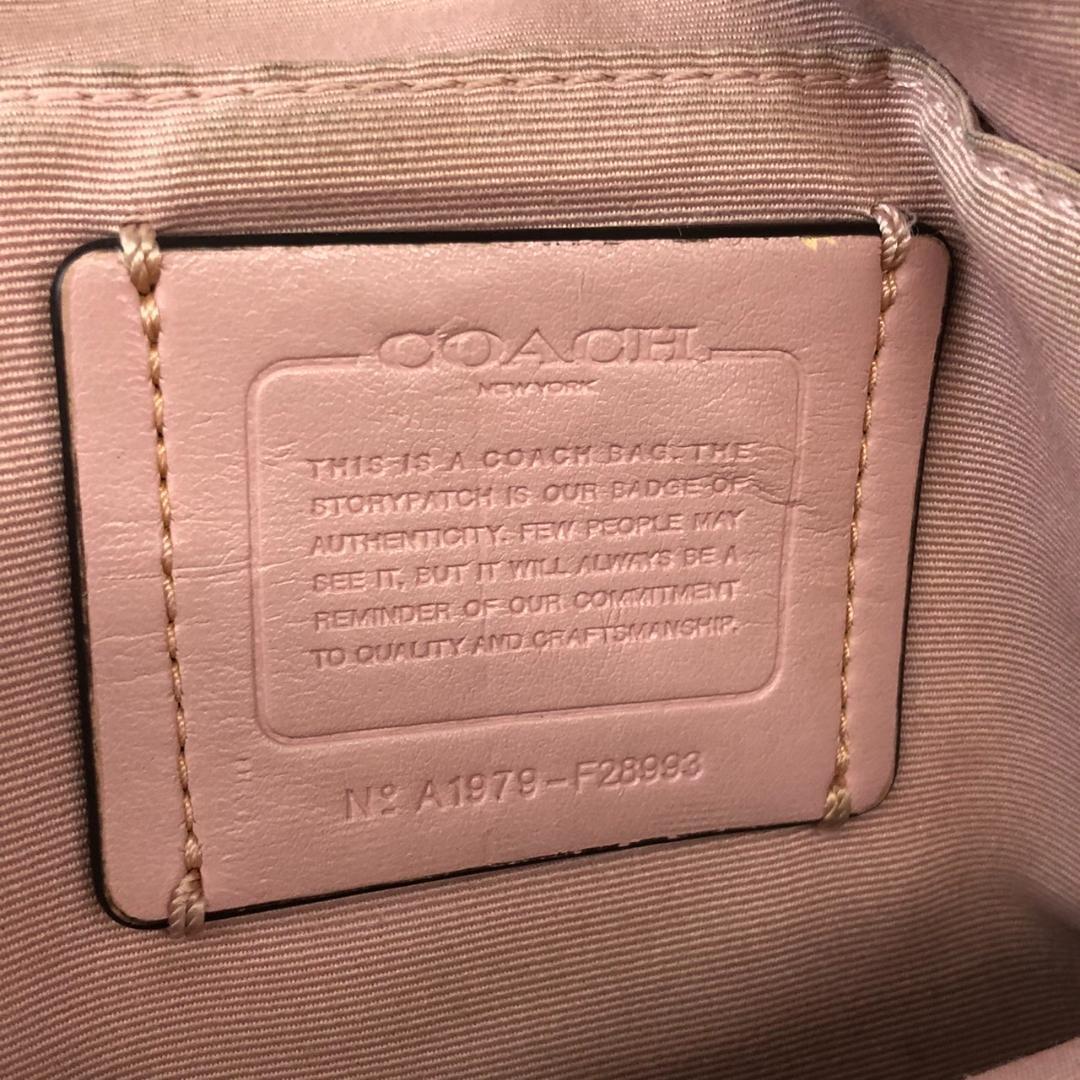 COACH
NEW YORK
THIS IS A COACH BAG. THE
STORYPATCH IS OUR BADGE OF
AUTHENTICITY. FEW PEOPLE MAY
SEE IT, BUT IT WILL ALWAYS BE A
REMINDER OF OUR COMMITMENT
TO QUALITY AND CRAFTSMANSHIP.
Nº A1979-F28993